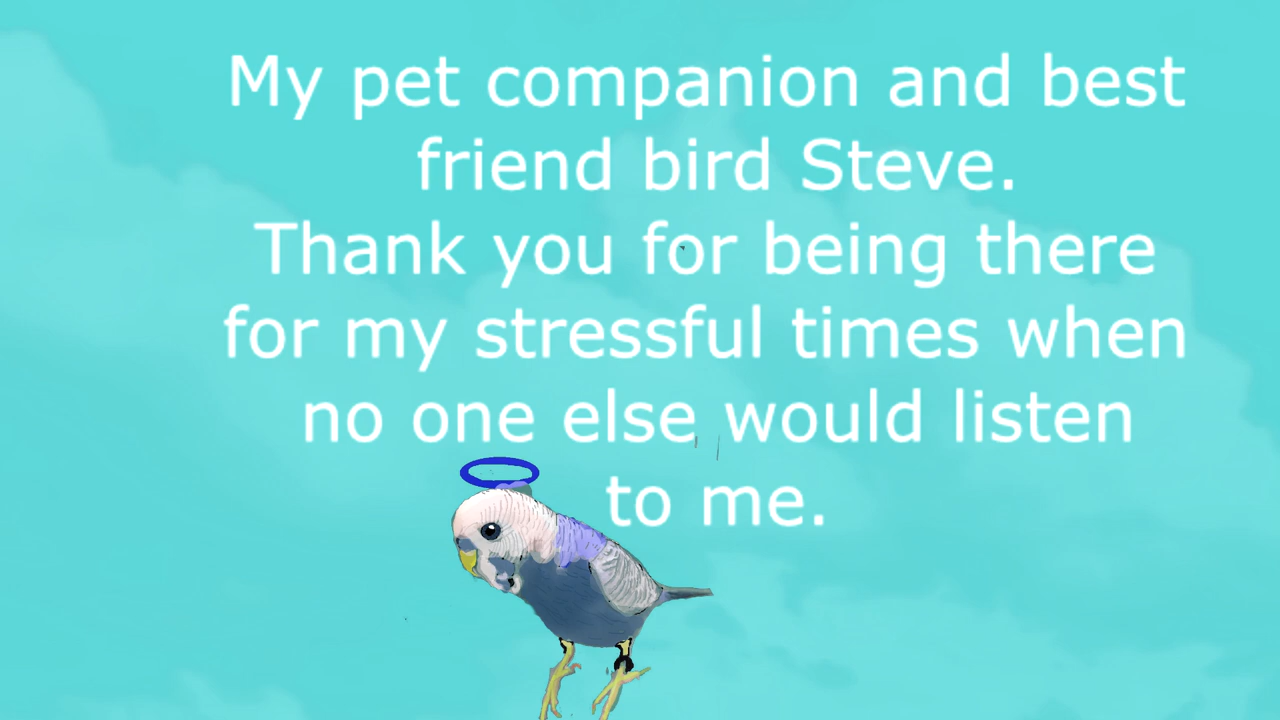 My pet companion and best
friend bird Steve.
Thank you for being there
for my stressful times when
no one else would listen
to me.